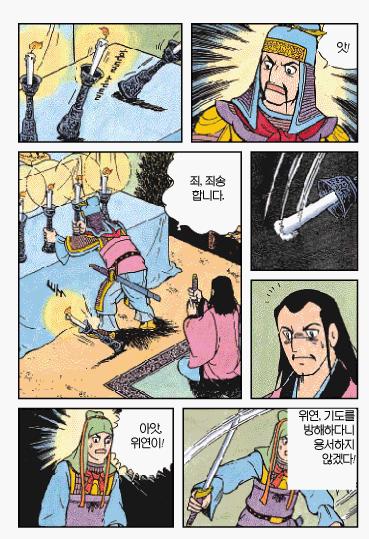 앗!
죄, 죄송
합니다.
아앗,
위연이!
위연, 기도를
방해하다니
용서하지
않겠다!